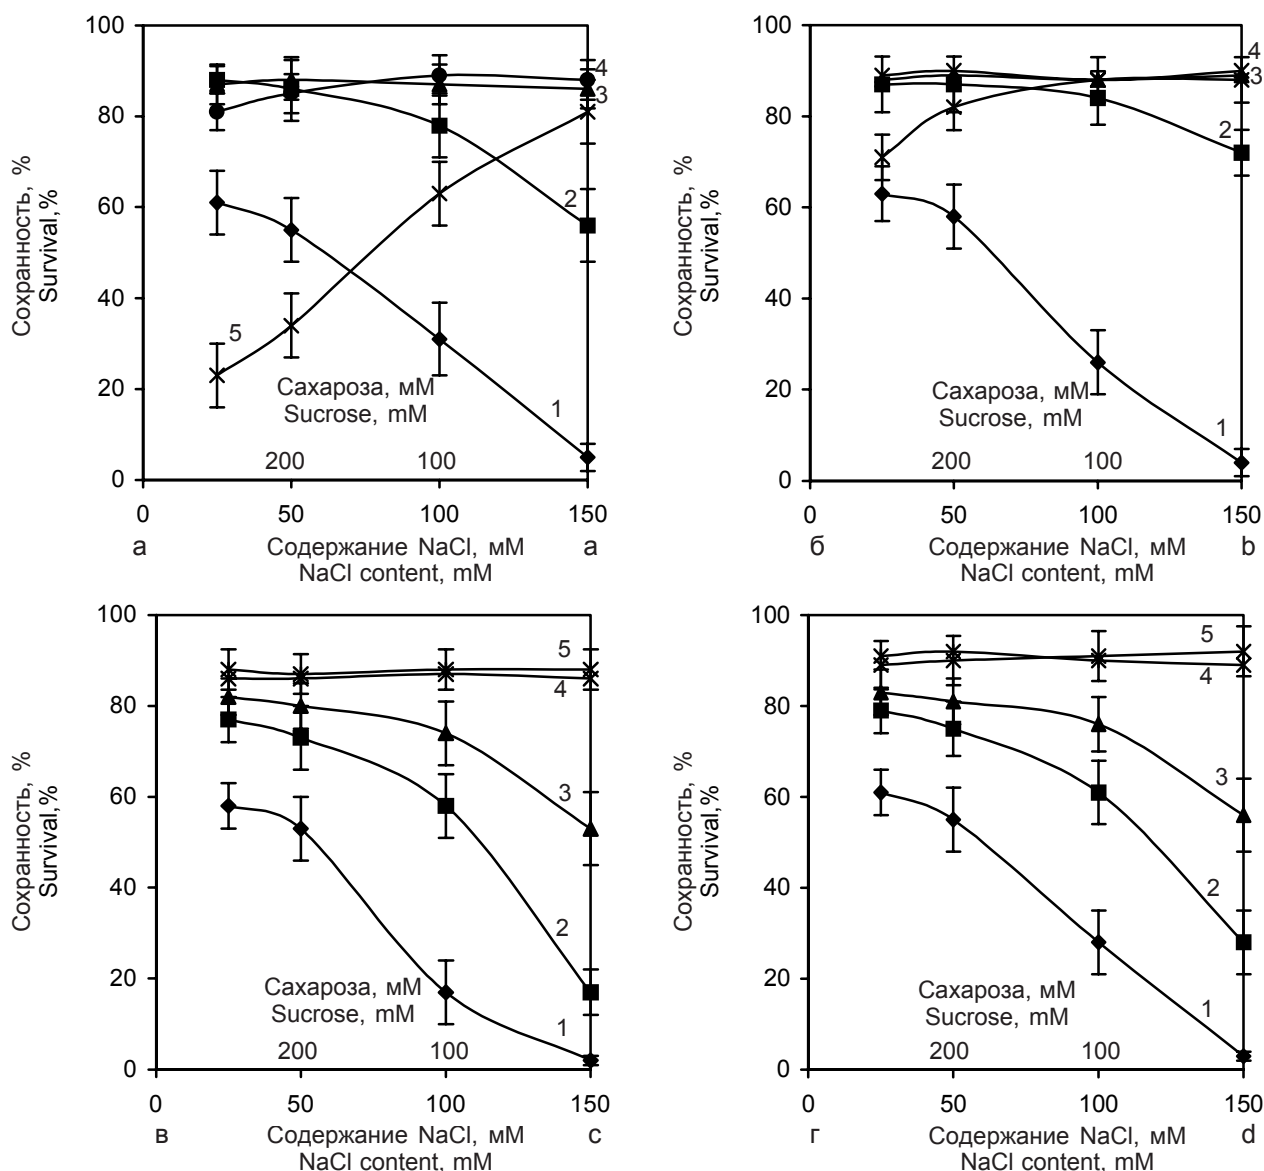 100
80
60
40
20
0
Сохранность, %
Survival,%
4
3
2
5
1
Сахароза, мМ
Sucrose, mM
200 100
0 50 100 150
а Содержание NaCl, мМ a
NaCl content, mM
100
80
60
40
20
0
Сохранность, %
Survival,%
4
3
2
1
Сахароза, мМ
Sucrose, mM
200 100
0 50 100 150
б Содержание NaCl, мМ b
NaCl content, mM
100
80
60
40
20
0
Сохранность, %
Survival,%
5
4
3
2
1
Сахароза, мМ
Sucrose, mM
200 100
0 50 100 150
в Содержание NaCl, мМ c
NaCl content, mM
100
80
60
40
20
0
Сохранность, %
Survival,%
5
4
3
2
1
Сахароза, мМ
Sucrose, mM
200 100
0 50 100 150
г Содержание NaCl, мМ d
NaCl content, mM